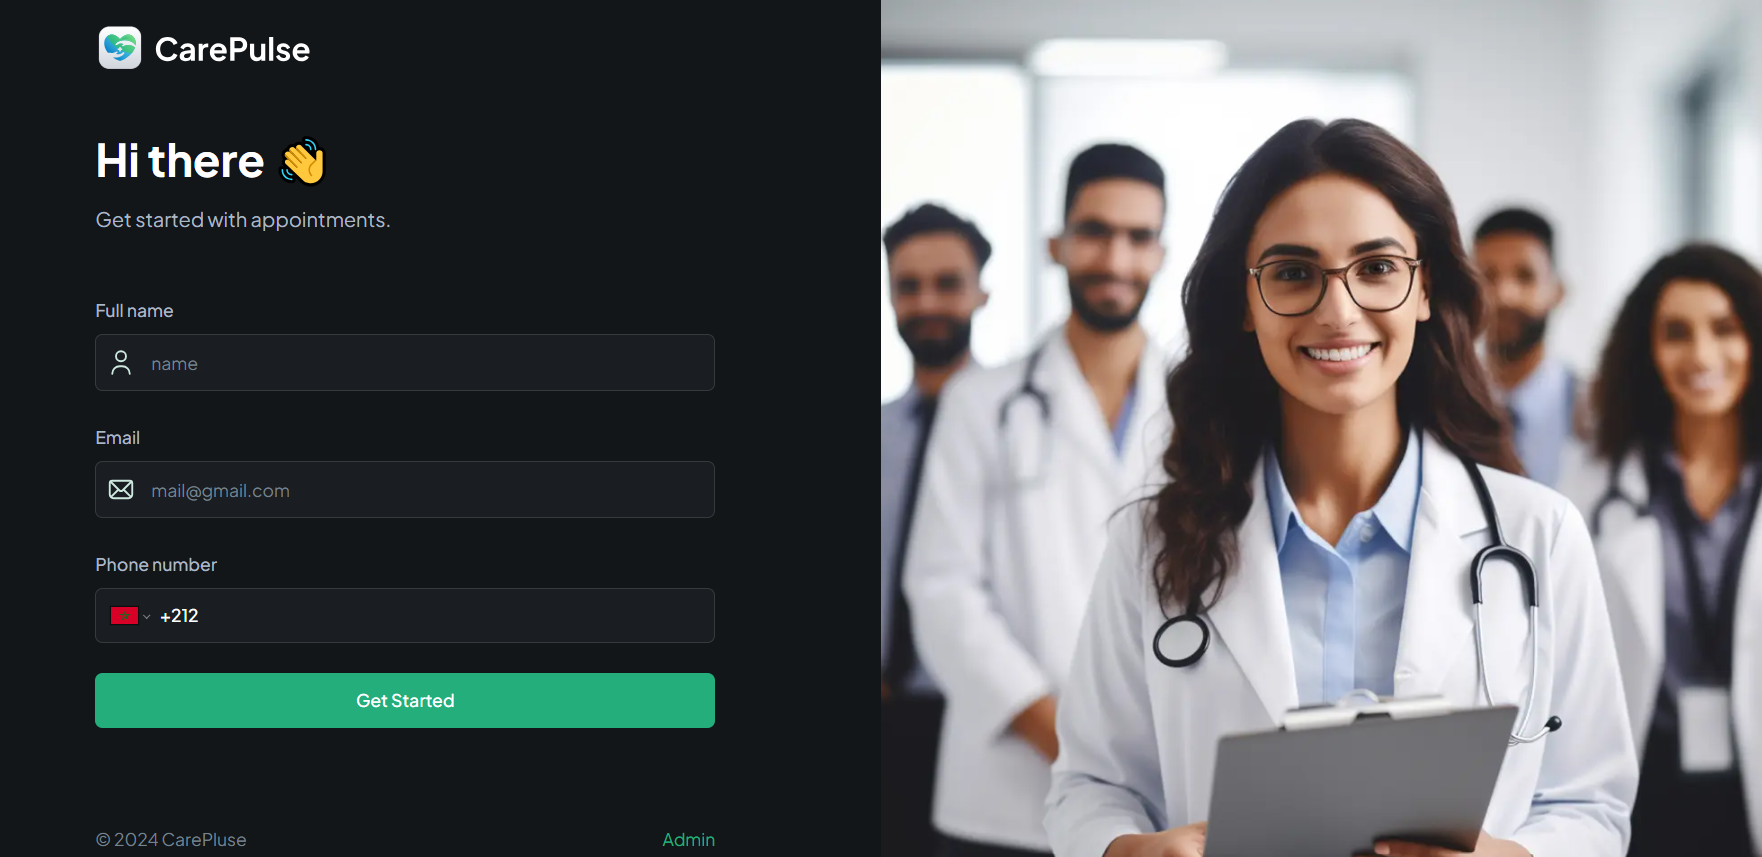 CarePulse
Hi there 👋
Get started with appointments.
Full name
name
Email
mail@gmail.com
Phone number
+212
Get Started
© 2024 CarePluse
Admin